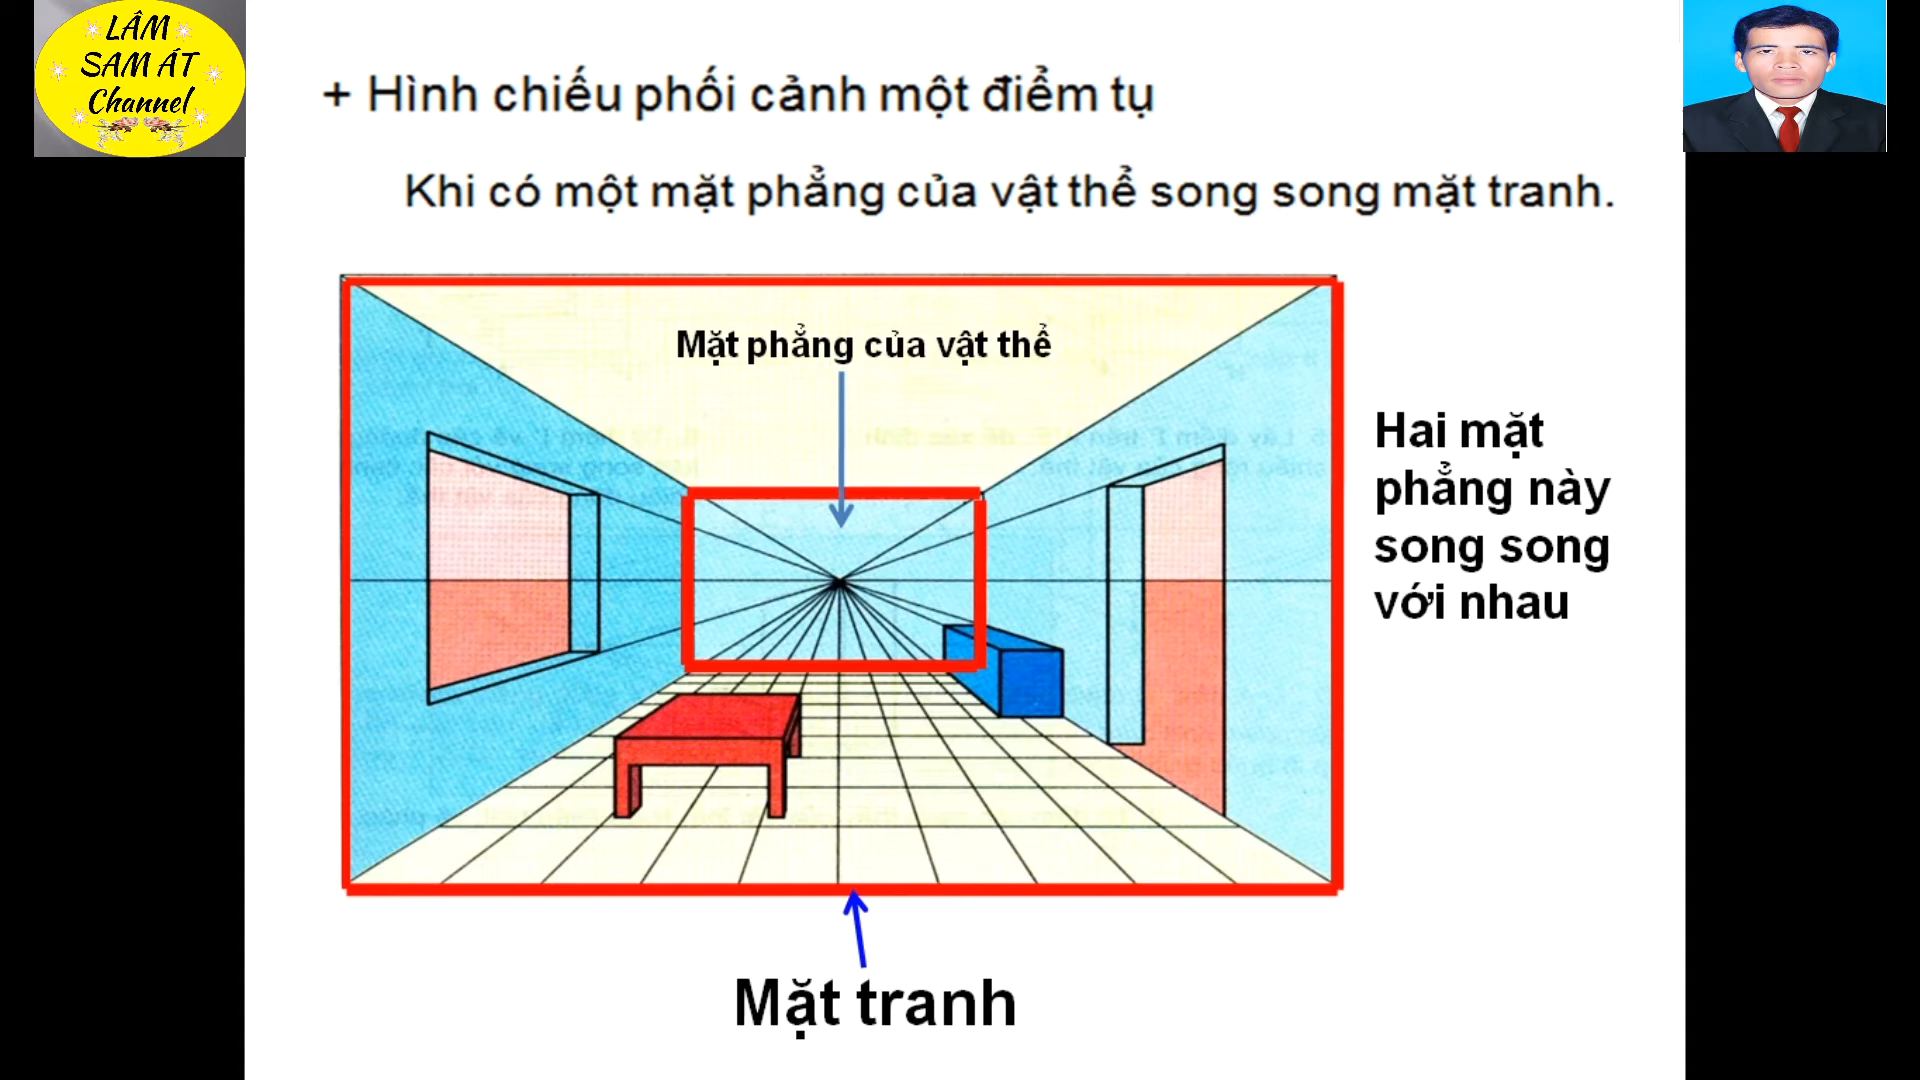 LÂM
SAM ÁT
Channel
+ Hình chiếu phối cảnh một điểm tụ
Khi có một mặt phẳng của vật thể song song mặt tranh.
Mặt phẳng của vật thể
Hai mặt
phẳng này
song song
với nhau
Mặt tranh